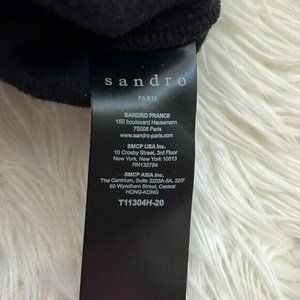 sandro
PARIS
SANDRO FRANCE
150 boulevard Haussmann
75008 Paris
www.sandro-paris.com
SMCP USA Inc.
10 Crosby Street, 3rd Floor
New York, New York 10013
RN132784
SMCP ASIA Inc.
The Centrium, Suite 3203A-5A, 32/F
60 Wyndham Street, Central
HONG-KONG
T11304H-20